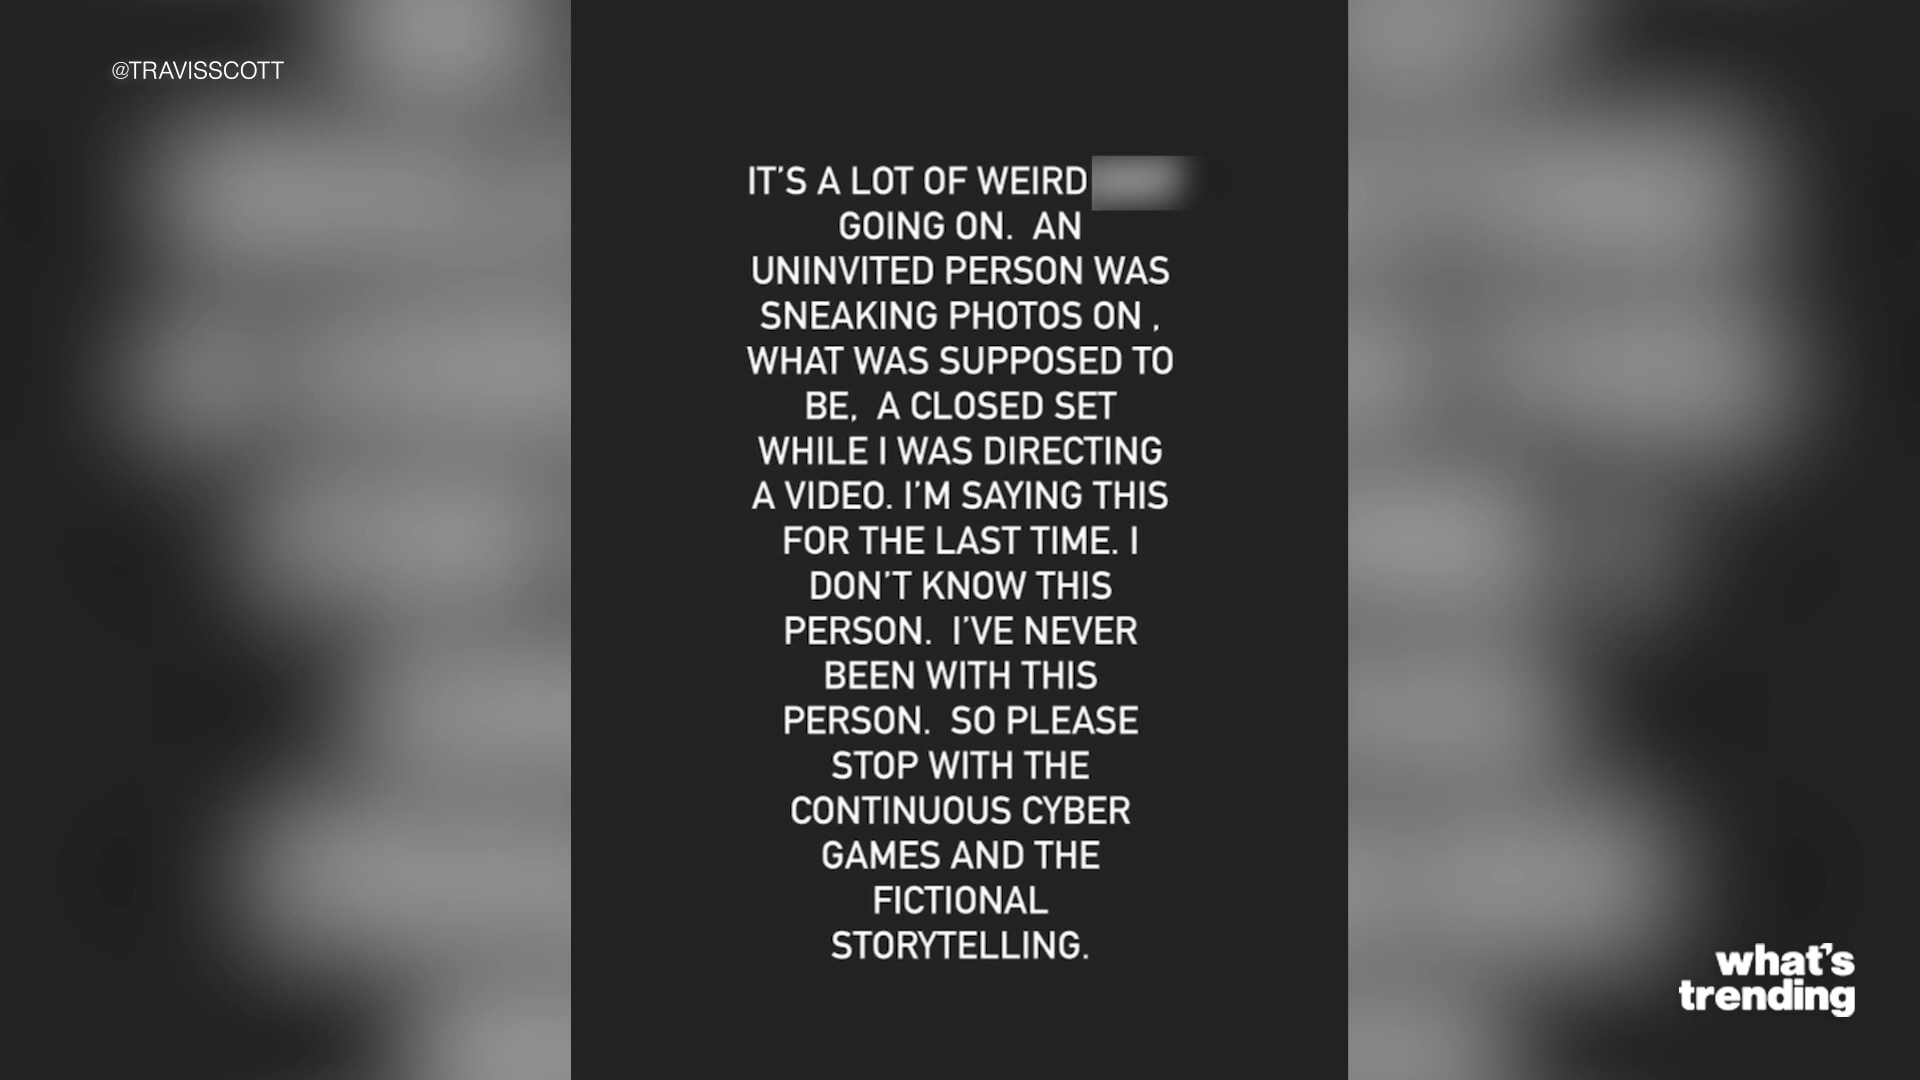 @TRAVISSCOTT
IT'S A LOT OF WEIRD
GOING ON.  AN
UNINVITED PERSON WAS
SNEAKING PHOTOS ON ,
WHAT WAS SUPPOSED TO
BE,  A CLOSED SET
WHILE I WAS DIRECTING
A VIDEO. I'M SAYING THIS
FOR THE LAST TIME. I
DON'T KNOW THIS
PERSON.  I'VE NEVER
BEEN WITH THIS
PERSON.  SO PLEASE
STOP WITH THE
CONTINUOUS CYBER
GAMES AND THE
FICTIONAL
STORYTELLING.
what's
trending